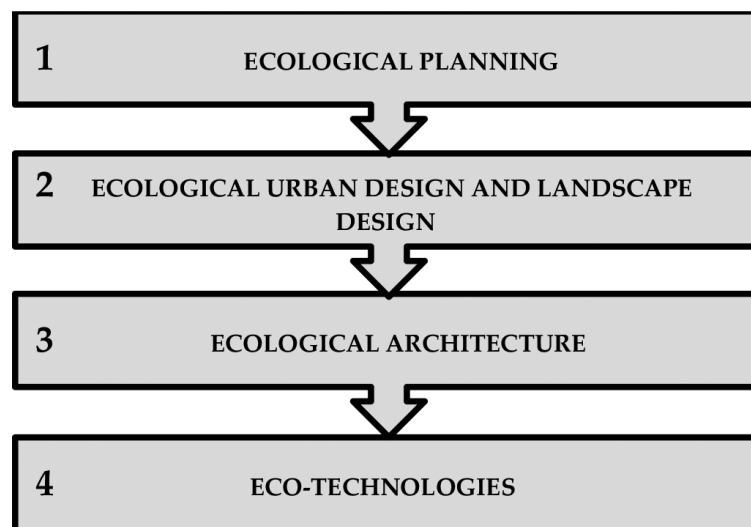 1 ECOLOGICAL PLANNING
2 ECOLOGICAL URBAN DESIGN AND LANDSCAPE
DESIGN
3 ECOLOGICAL ARCHITECTURE
4 ECO-TECHNOLOGIES